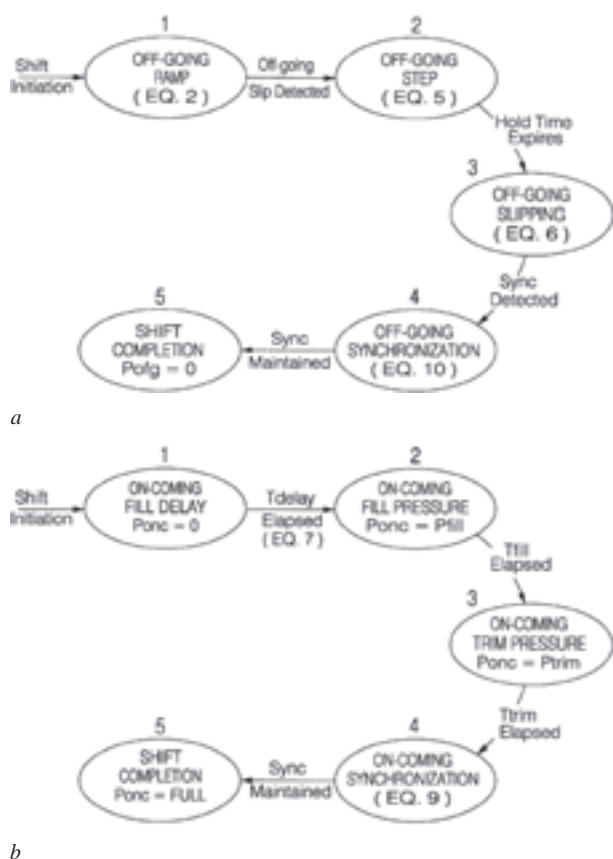 1
OFF-GOING
RAMP
( EQ. 2 )
Shift
Initiation
Off-going
Slip Detected
2
OFF-GOING
STEP
( EQ. 5 )
Hold Time
Expires
3
OFF-GOING
SLIPPING
( EQ. 6 )
Sync
Detected
4
OFF-GOING
SYNCHRONIZATION
( EQ. 10 )
Sync
Maintained
5
SHIFT
COMPLETION
Pofg = 0
a
1
ON-COMING
FILL DELAY
Ponc = 0
Shift
Initiation
Tdelay
Elapsed
( EQ. 7 )
2
ON-COMING
FILL PRESSURE
Ponc = Pfill
Tfill
Elapsed
3
ON-COMING
TRIM PRESSURE
Ponc = Ptrim
Ttrim
Elapsed
4
ON-COMING
SYNCHRONIZATION
( EQ. 9 )
Sync
Maintained
5
SHIFT
COMPLETION
Ponc = FULL
b